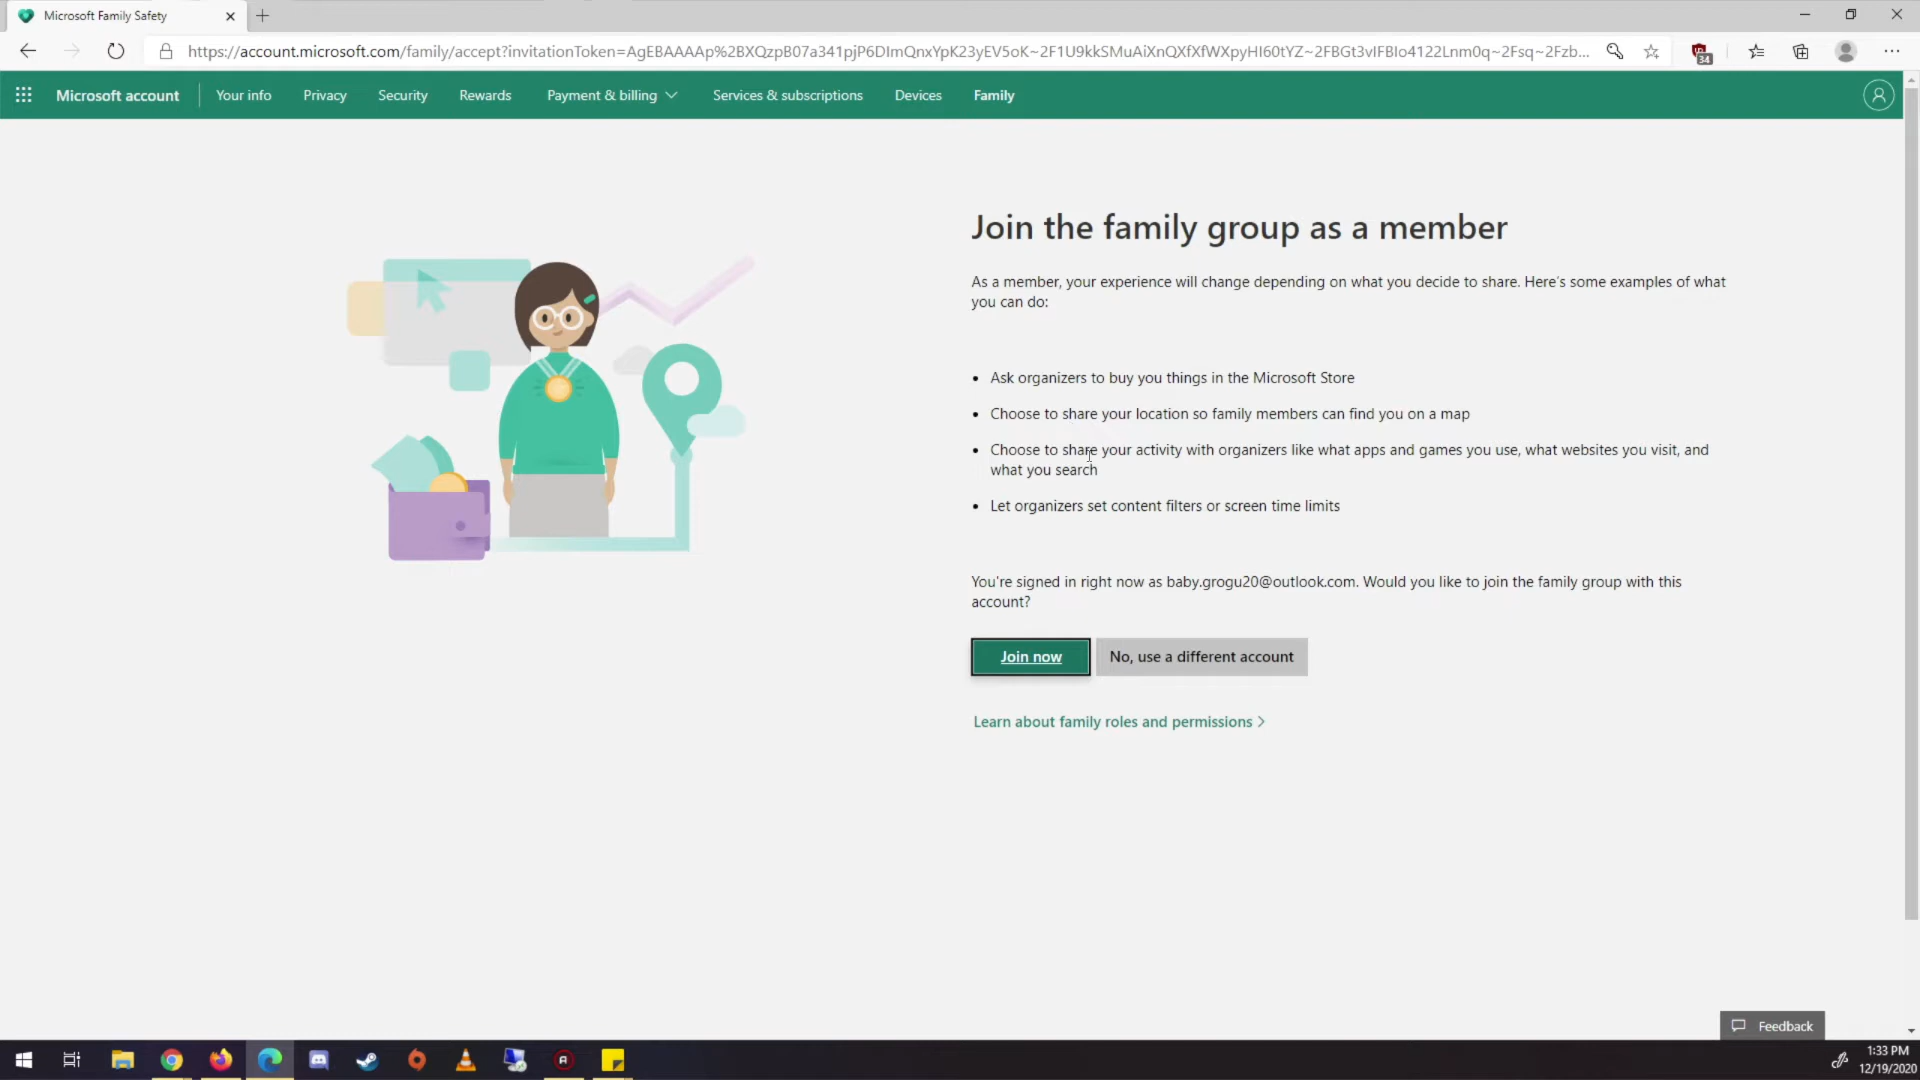 Microsoft Family Safety
https://account.microsoft.com/family/accept?invitationToken=AgEBAAAAp%2BXQzpB07a341pjP6DImQnxYpK23yEV5oK~2F1U9kkSMuAiXnQXfXfWXpyHI60tYZ~2FBGt3vIFBIo4122Lnm0q~2Fsq~2Fzb...
34
Microsoft account
Your info
Privacy
Security
Rewards
Payment & billing
Services & subscriptions
Devices
Family
Join the family group as a member
As a member, your experience will change depending on what you decide to share. Here's some examples of what
you can do:
• Ask organizers to buy you things in the Microsoft Store
• Choose to share your location so family members can find you on a map
• Choose to share your activity with organizers like what apps and games you use, what websites you visit, and
what you search
• Let organizers set content filters or screen time limits
You're signed in right now as baby.grogu20@outlook.com. Would you like to join the family group with this
account?
Join now
No, use a different account
Learn about family roles and permissions >
Feedback
1:33 PM
12/19/2020